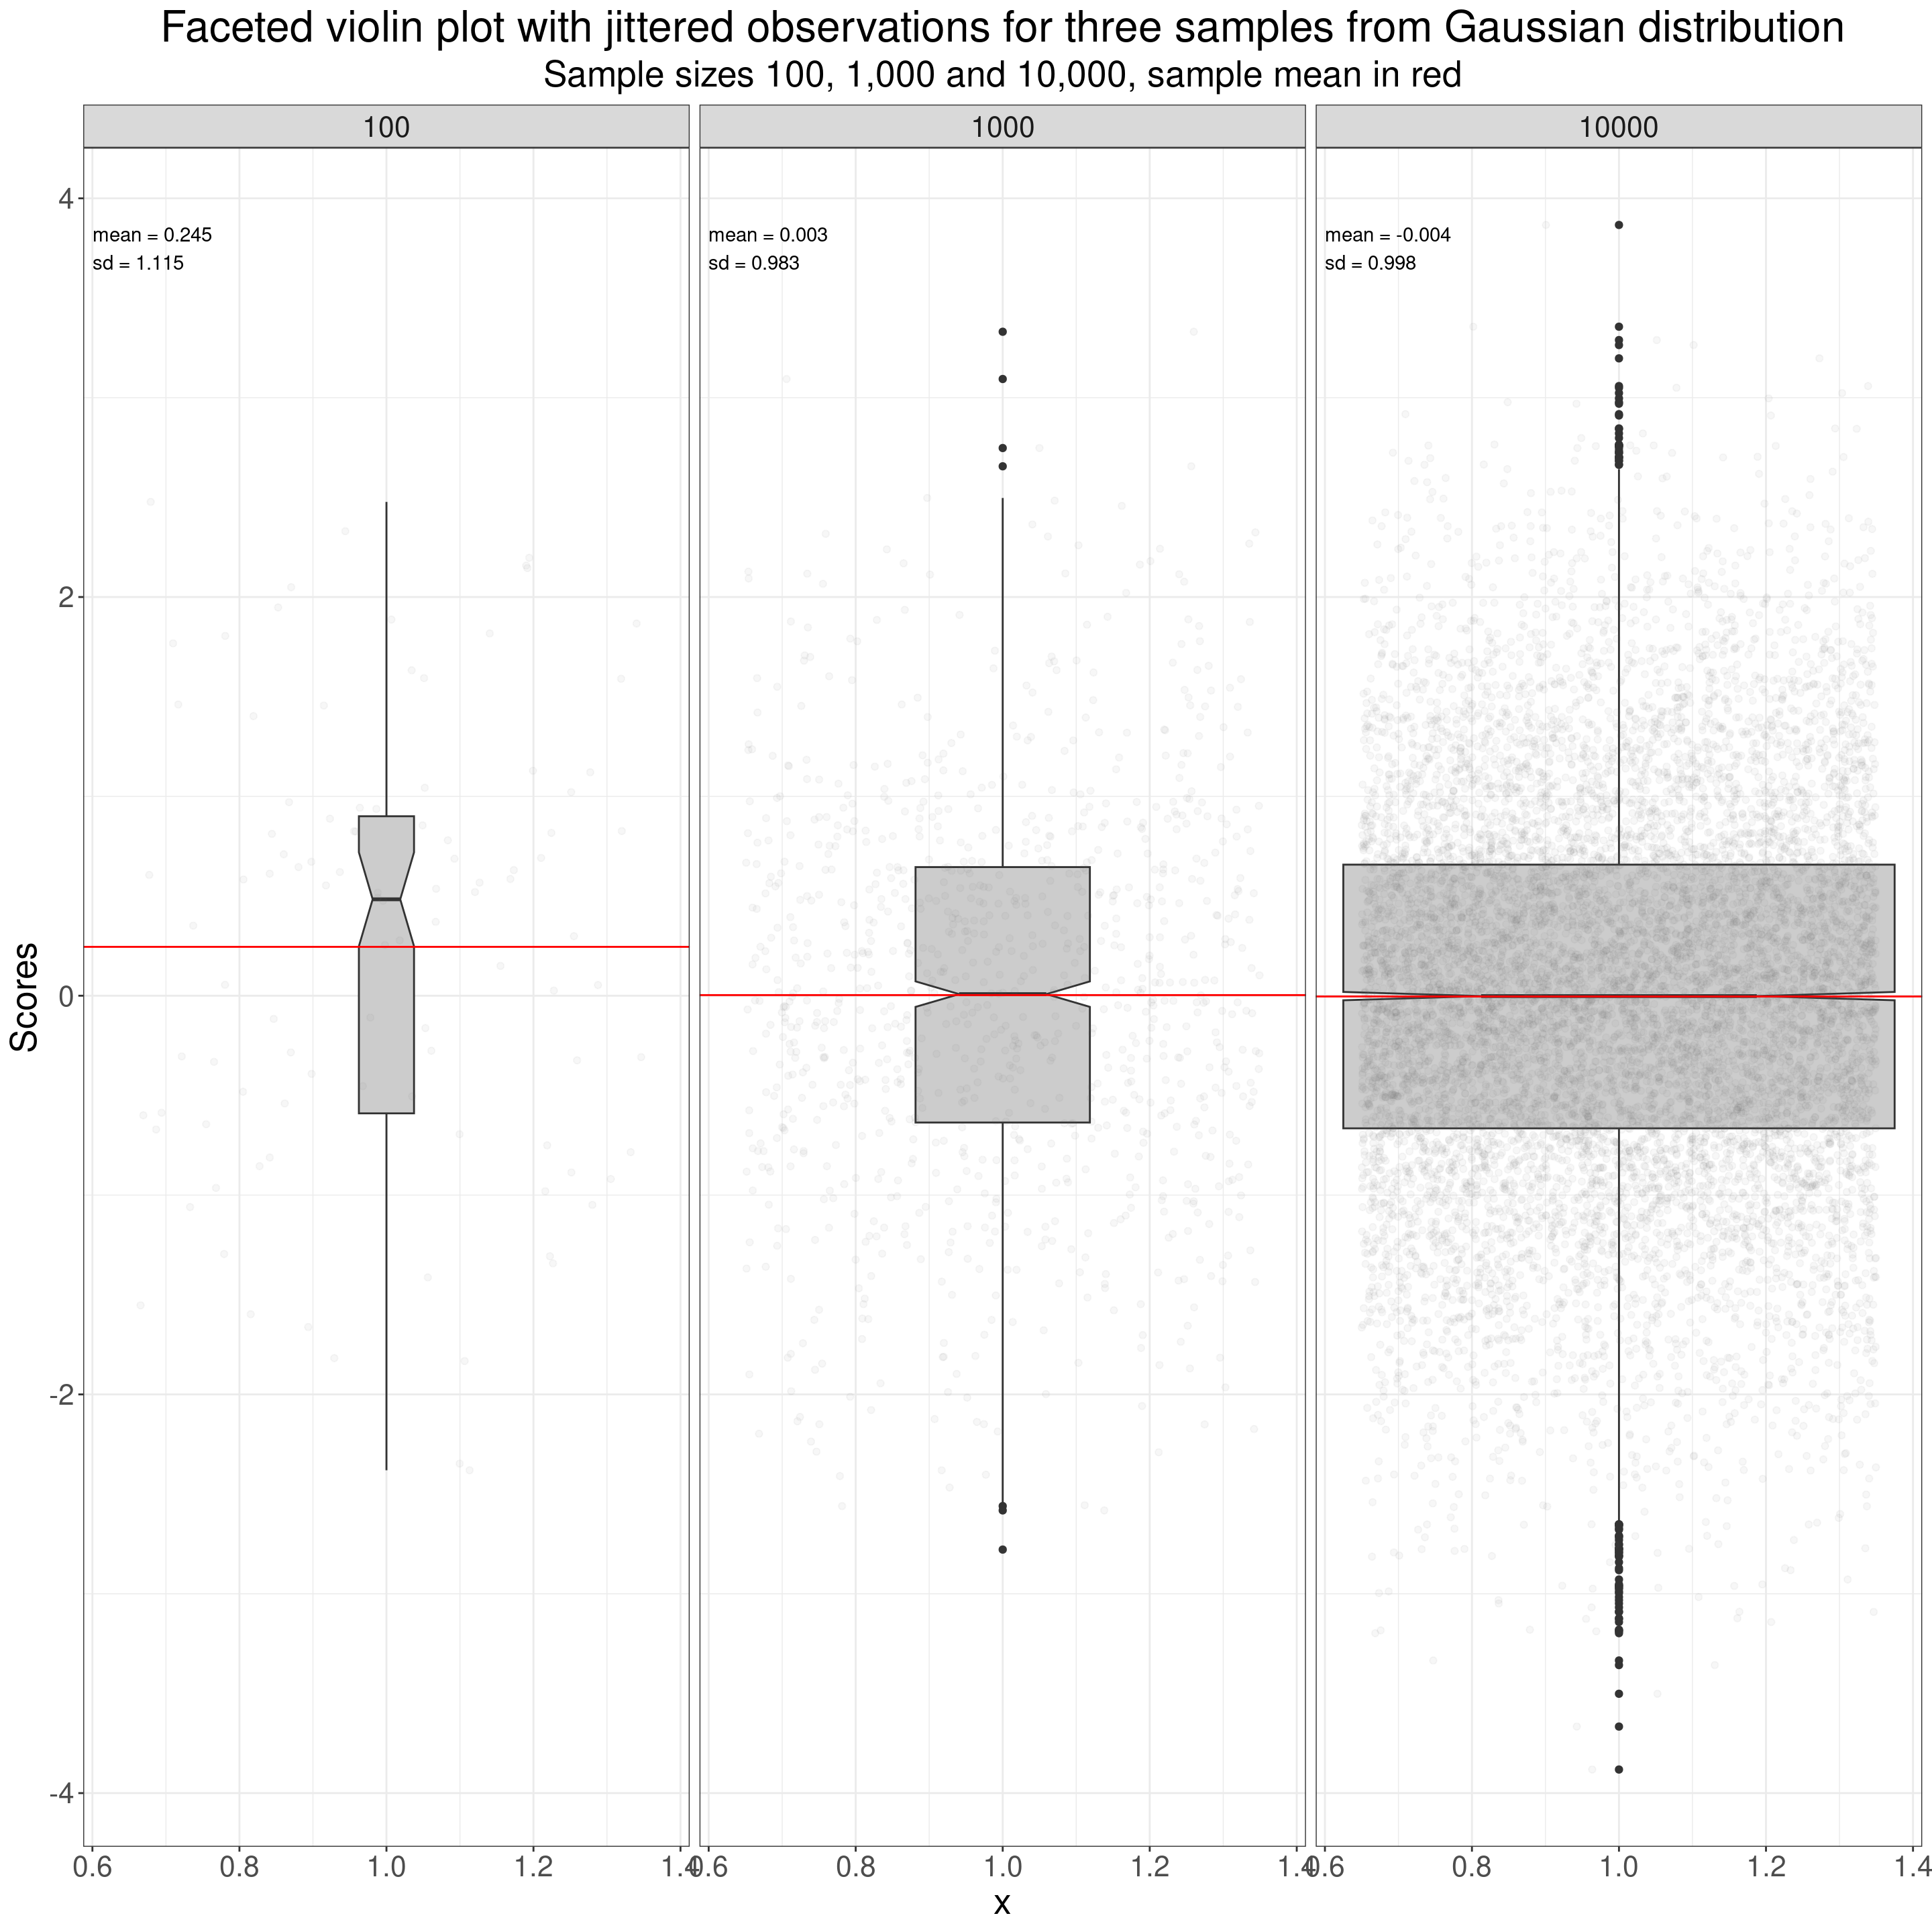 Faceted violin plot with jittered observations for three samples from Gaussian distribution
Sample sizes 100, 1,000 and 10,000, sample mean in red
100 1000 10000
4
mean = 0.245 mean = 0.003 mean = -0.004
sd = 1.115 sd = 0.983 sd = 0.998
2
0
Scores
-2
-4
0.6 0.8 1.0 1.2 1.4 0.6 0.8 1.0 1.2 1.4 0.6 0.8 1.0 1.2 1.4
x